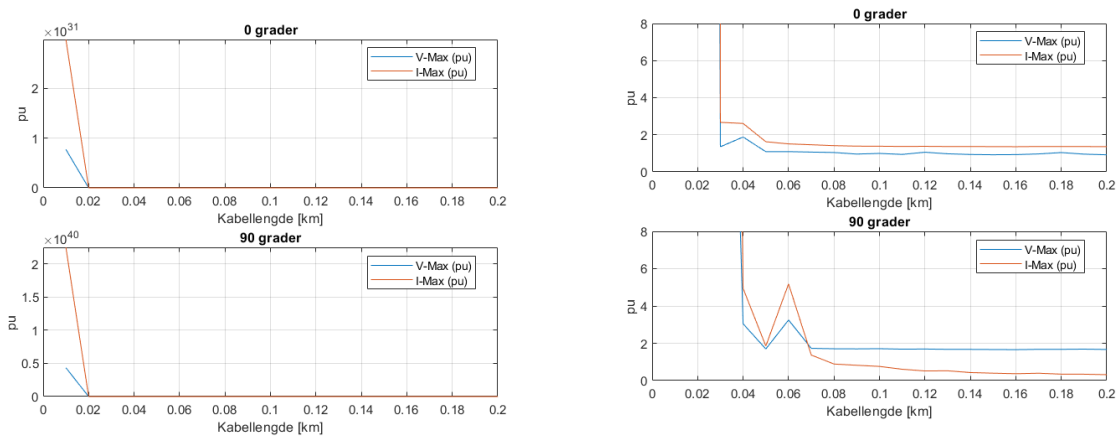 ×10^31
0 grader
2
1
0
pu
V-Max (pu)
I-Max (pu)
0 0.02 0.04 0.06 0.08 0.1 0.12 0.14 0.16 0.18 0.2
Kabellengde [km]
×10^40
90 grader
2
1.5
1
0.5
0
pu
V-Max (pu)
I-Max (pu)
0 0.02 0.04 0.06 0.08 0.1 0.12 0.14 0.16 0.18 0.2
Kabellengde [km]
0 grader
8
6
4
2
0
pu
V-Max (pu)
I-Max (pu)
0 0.02 0.04 0.06 0.08 0.1 0.12 0.14 0.16 0.18 0.2
Kabellengde [km]
90 grader
8
6
4
2
0
pu
V-Max (pu)
I-Max (pu)
0 0.02 0.04 0.06 0.08 0.1 0.12 0.14 0.16 0.18 0.2
Kabellengde [km]